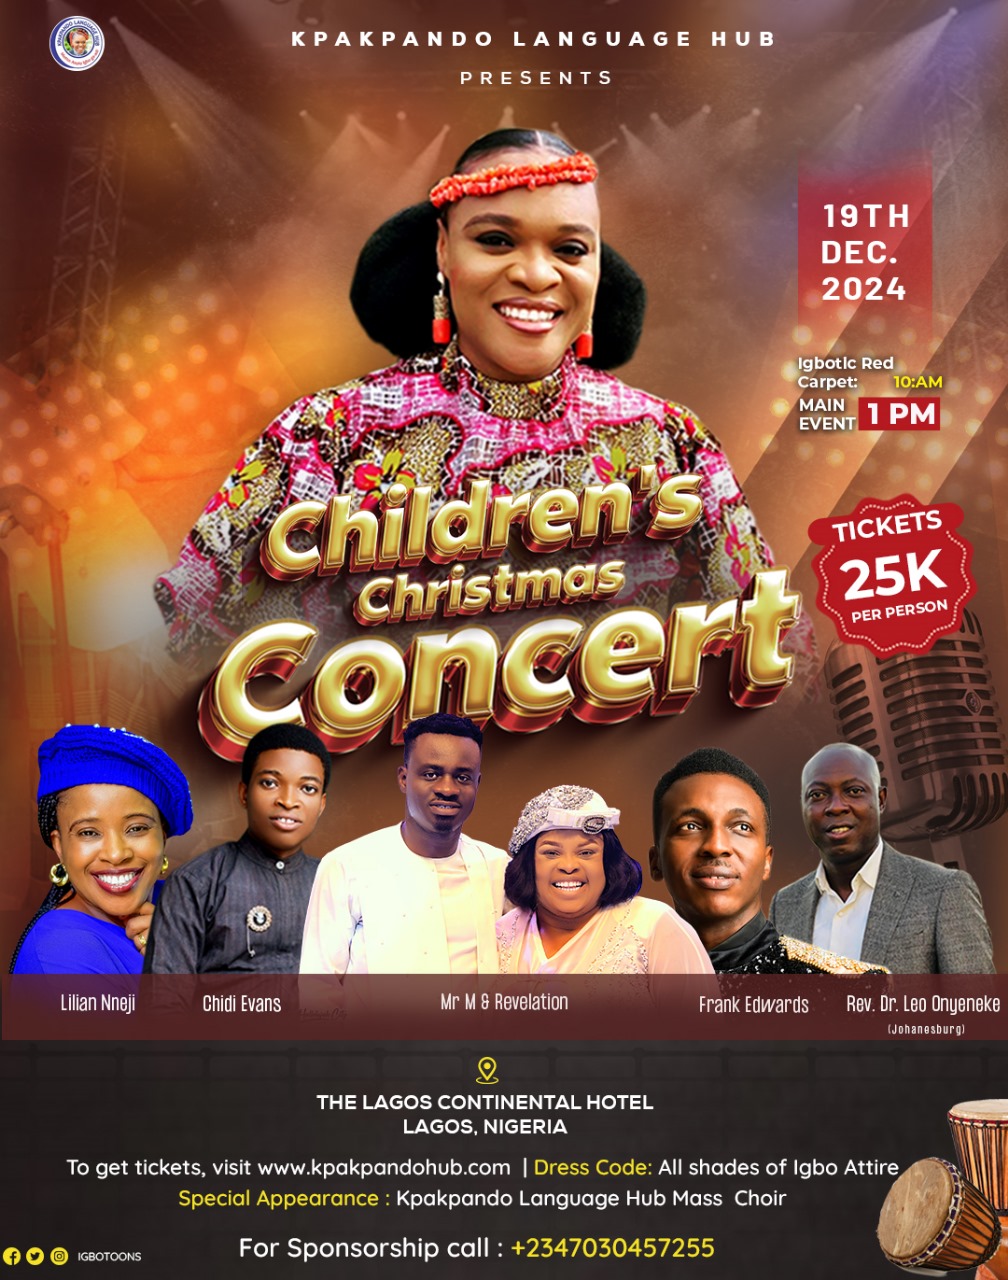 KPAKPANDO LANGUAGE HUB
PRESENTS
KPAKPANDO LANGUAGE HUB
19TH
DEC.
2024
Igbotic Red
Carpet: 10:AM
MAIN
EVENT 1 PM
Children's
Christmas
Concert
TICKETS
25K
PER PERSON
Lilian Nneji
Chidi Evans
Mr M & Revelation
Frank Edwards
Rev. Dr. Leo Onyeneke
(Johanesburg)
THE LAGOS CONTINENTAL HOTEL
LAGOS, NIGERIA
To get tickets, visit www.kpakpandohub.com | Dress Code: All shades of Igbo Attire
Special Appearance : Kpakpando Language Hub Mass Choir
For Sponsorship call : +2347030457255
IGBOTOONS